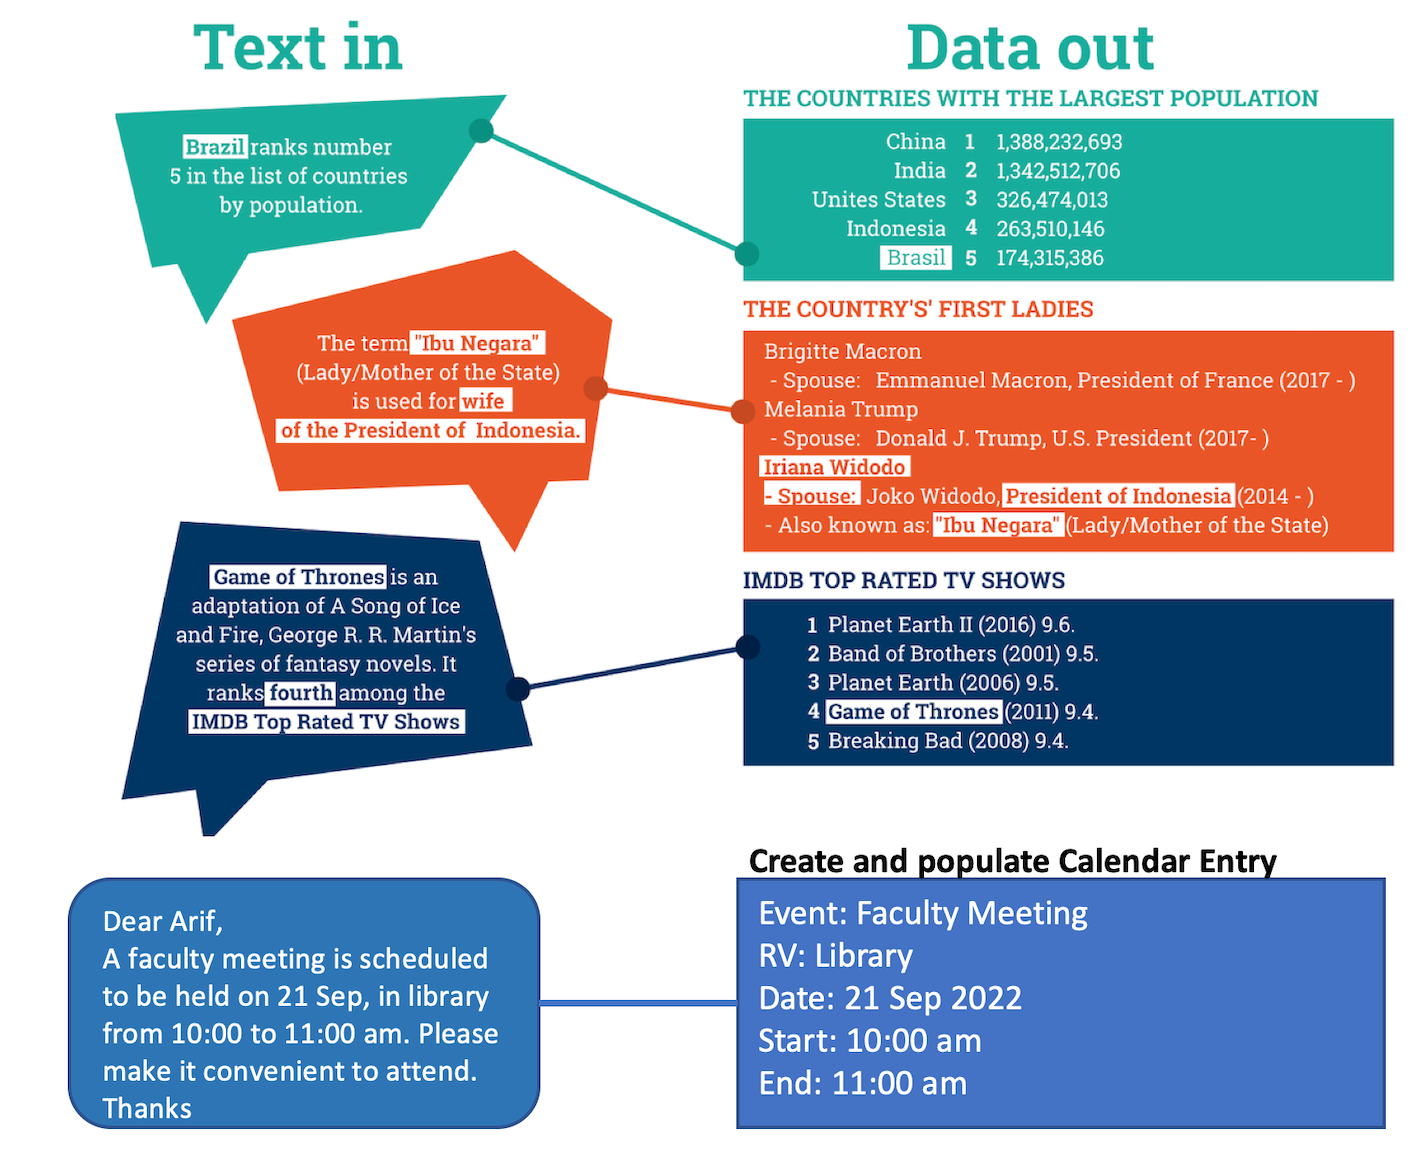 Text in
Brazil ranks number
5 in the list of countries
by population.
The term "Ibu Negara"
(Lady/Mother of the State)
is used for wife
of the President of Indonesia.
Game of Thrones is an
adaptation of A Song of Ice
and Fire, George R. R. Martin's
series of fantasy novels. It
ranks fourth among the
IMDB Top Rated TV Shows
Dear Arif,
A faculty meeting is scheduled
to be held on 21 Sep, in library
from 10:00 to 11:00 am. Please
make it convenient to attend.
Thanks
Data out
THE COUNTRIES WITH THE LARGEST POPULATION
China 1 1,388,232,693
India 2 1,342,512,706
Unites States 3 326,474,013
Indonesia 4 263,510,146
Brasil 5 174,315,386
THE COUNTRY'S' FIRST LADIES
Brigitte Macron
- Spouse: Emmanuel Macron, President of France (2017 - )
Melania Trump
- Spouse: Donald J. Trump, U.S. President (2017- )
Iriana Widodo
- Spouse: Joko Widodo, President of Indonesia (2014 - )
- Also known as: "Ibu Negara" (Lady/Mother of the State)
IMDB TOP RATED TV SHOWS
1 Planet Earth II (2016) 9.6.
2 Band of Brothers (2001) 9.5.
3 Planet Earth (2006) 9.5.
4 Game of Thrones (2011) 9.4.
5 Breaking Bad (2008) 9.4.
Create and populate Calendar Entry
Event: Faculty Meeting
RV: Library
Date: 21 Sep 2022
Start: 10:00 am
End: 11:00 am